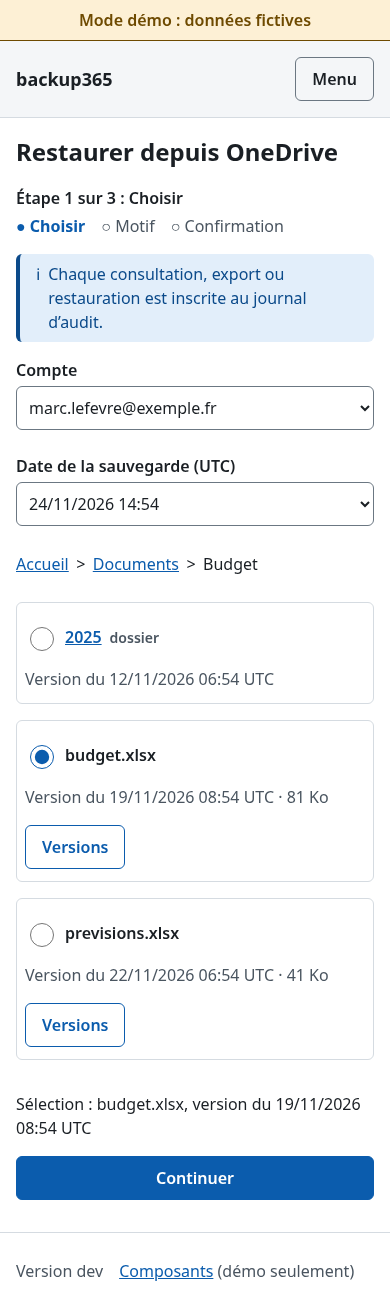 Mode démo : données fictives
backup365
Menu
Restaurer depuis OneDrive
Étape 1 sur 3 : Choisir
● Choisir ○ Motif ○ Confirmation
i Chaque consultation, export ou
restauration est inscrite au journal
d’audit.
Compte
marc.lefevre@exemple.fr
Date de la sauvegarde (UTC)
24/11/2026 14:54
Accueil > Documents > Budget
2025 dossier
Version du 12/11/2026 06:54 UTC
budget.xlsx
Version du 19/11/2026 08:54 UTC · 81 Ko
Versions
previsions.xlsx
Version du 22/11/2026 06:54 UTC · 41 Ko
Versions
Sélection : budget.xlsx, version du 19/11/2026
08:54 UTC
Continuer
Version dev Composants (démo seulement)